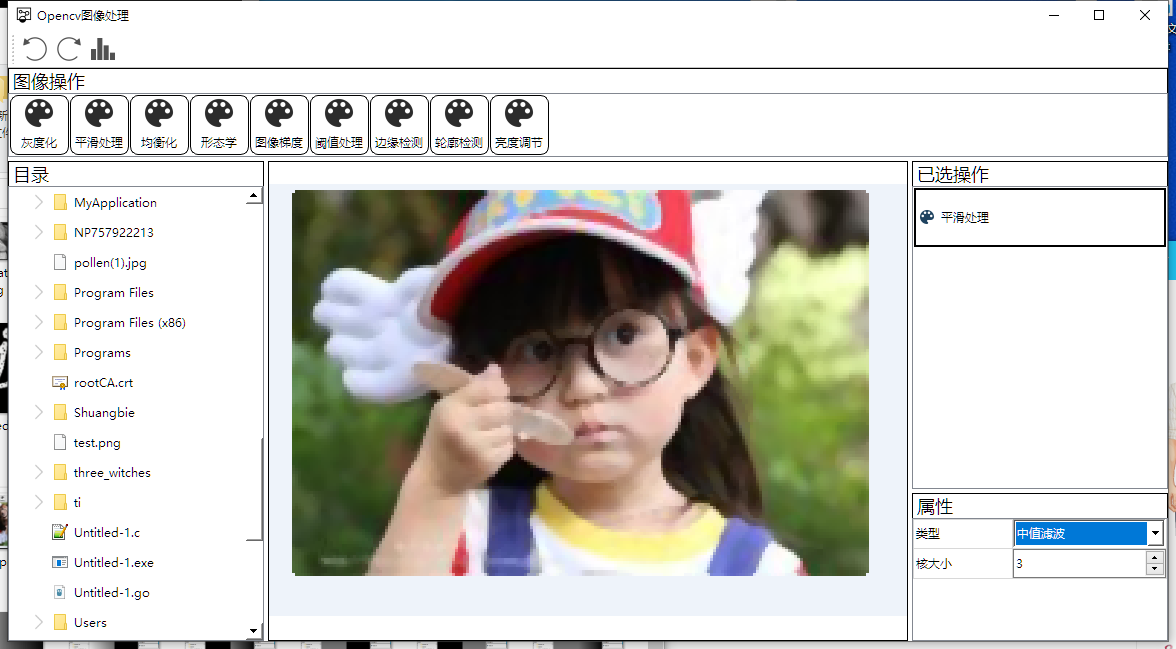 Opencv图像处理
图像操作
灰度化
平滑处理
均衡化
形态学
图像梯度
阈值处理
边缘检测
轮廓检测
亮度调节
目录
MyApplication
NP757922213
pollen(1).jpg
Program Files
Program Files (x86)
Programs
rootCA.crt
Shuangbie
test.png
three_witches
ti
Untitled-1.c
Untitled-1.exe
Untitled-1.go
Users
已选操作
平滑处理
属性
类型
中值滤波
核大小
3